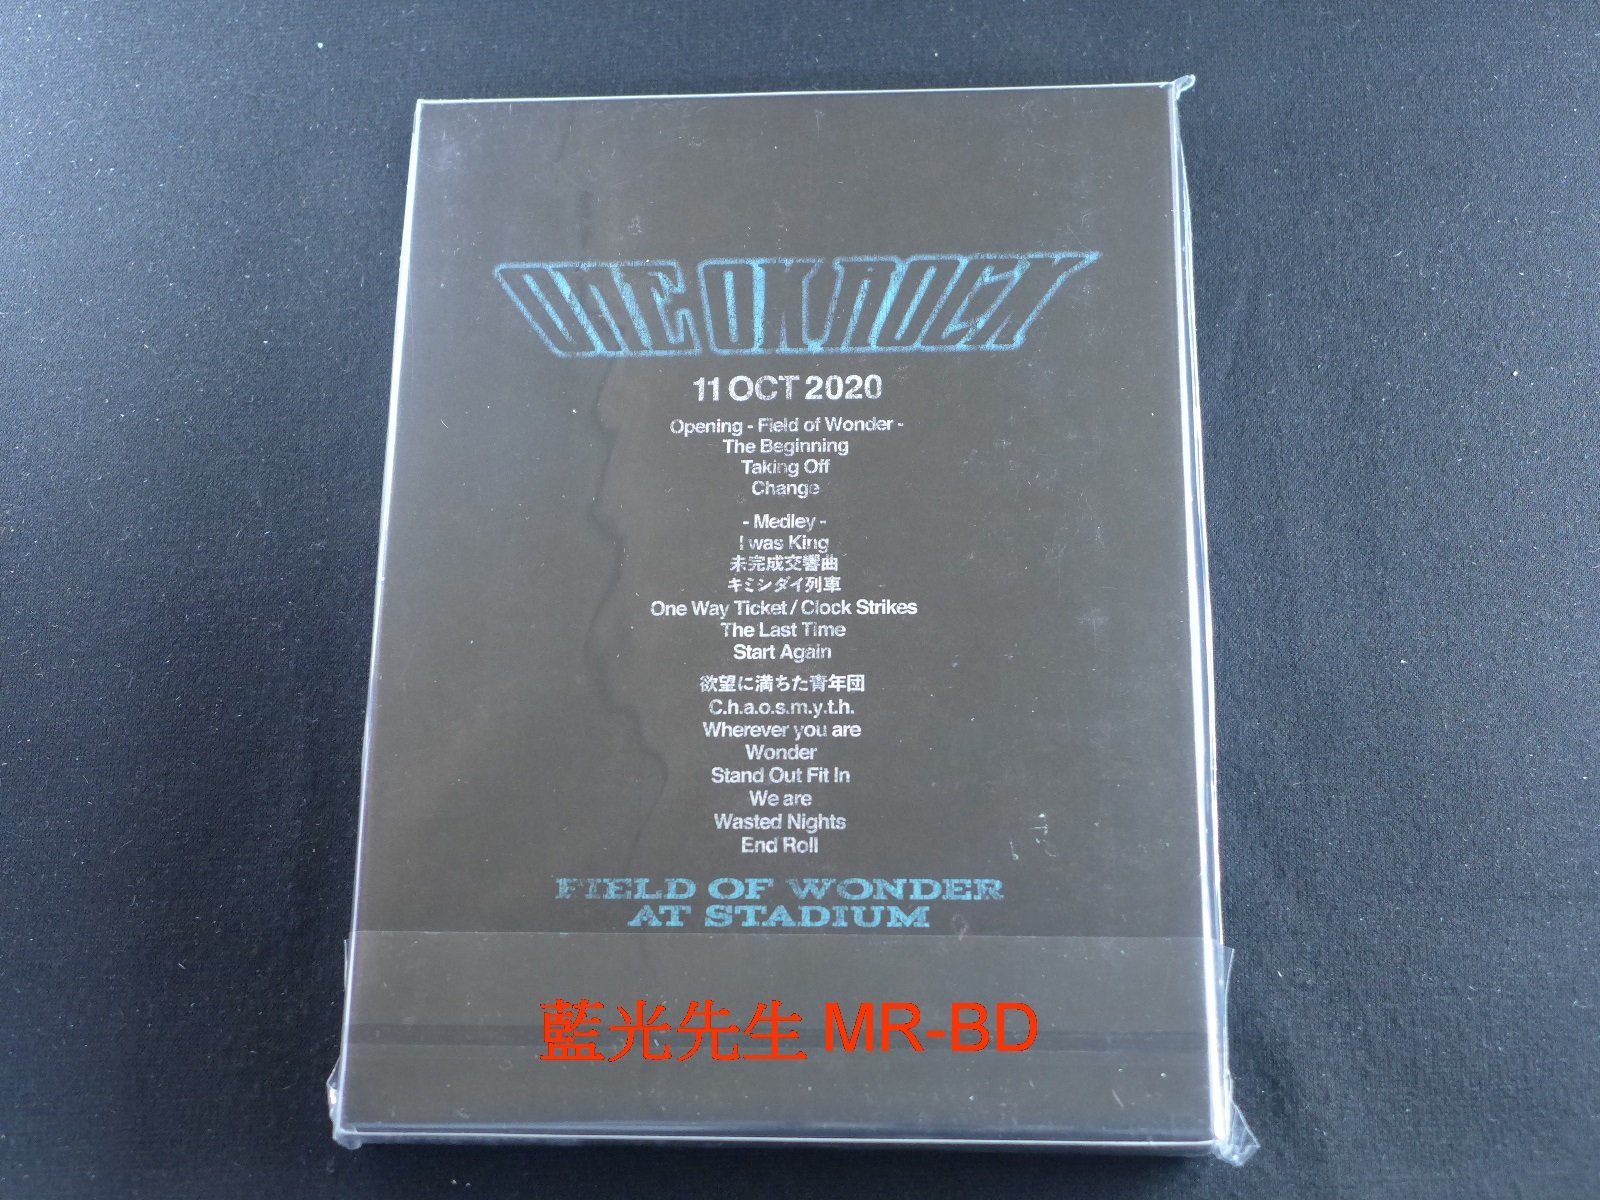 ONE OK ROCK
11 OCT 2020
Opening - Field of Wonder -
The Beginning
Taking Off
Change
- Medley -
I was King
未完成交響曲
キミシダイ列車
One Way Ticket / Clock Strikes
The Last Time
Start Again
欲望に満ちた青年団
C.h.a.o.s.m.y.t.h.
Wherever you are
Wonder
Stand Out Fit In
We are
Wasted Nights
End Roll
FIELD OF WONDER
AT STADIUM
藍光先生 MR-BD